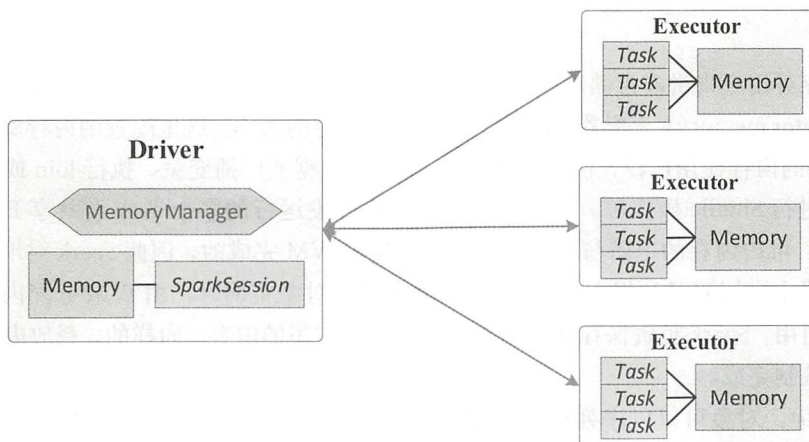 Driver
MemoryManager
Memory
SparkSession
Executor
Task
Task
Task
Memory
Executor
Task
Task
Task
Memory
Executor
Task
Task
Task
Memory